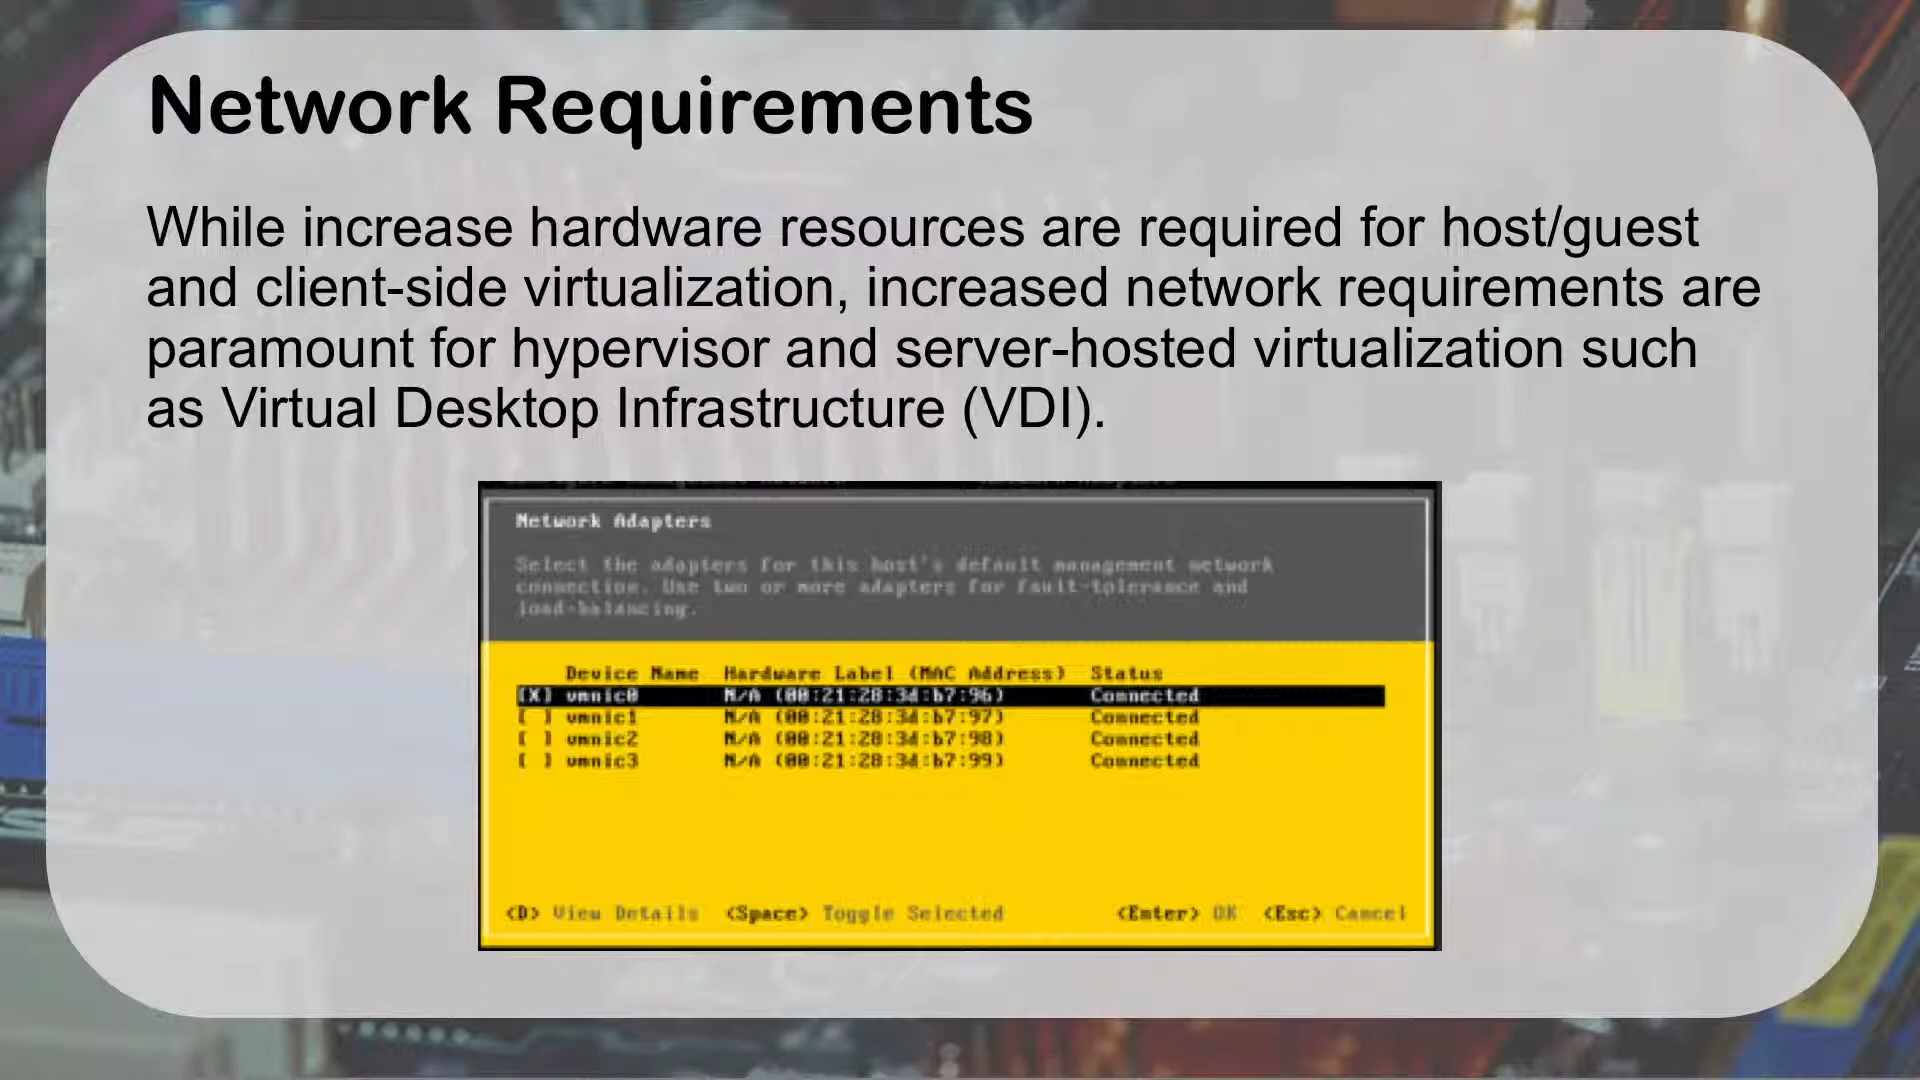 Network Requirements
While increase hardware resources are required for host/guest
and client-side virtualization, increased network requirements are
paramount for hypervisor and server-hosted virtualization such
as Virtual Desktop Infrastructure (VDI).
Network Adapters
Select the adapters for this host's default management network
connection. Use two or more adapters for fault-tolerance and
load-balancing.
Device Name Hardware Label (MAC Address) Status
[X] vmnic0 N/A (00:21:28:3d:b7:96) Connected
[ ] vmnic1 N/A (00:21:28:3d:b7:97) Connected
[ ] vmnic2 N/A (00:21:28:3d:b7:98) Connected
[ ] vmnic3 N/A (00:21:28:3d:b7:99) Connected
<D> View Details <Space> Toggle Selected <Enter> OK <Esc> Cancel